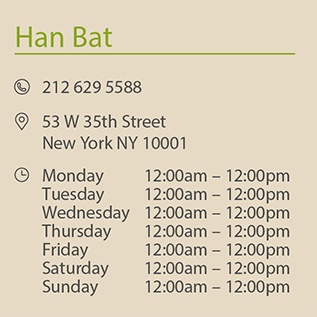 Han Bat
212 629 5588
53 W 35th Street
New York NY 10001
Monday 12:00am – 12:00pm
Tuesday 12:00am – 12:00pm
Wednesday 12:00am – 12:00pm
Thursday 12:00am – 12:00pm
Friday 12:00am – 12:00pm
Saturday 12:00am – 12:00pm
Sunday 12:00am – 12:00pm